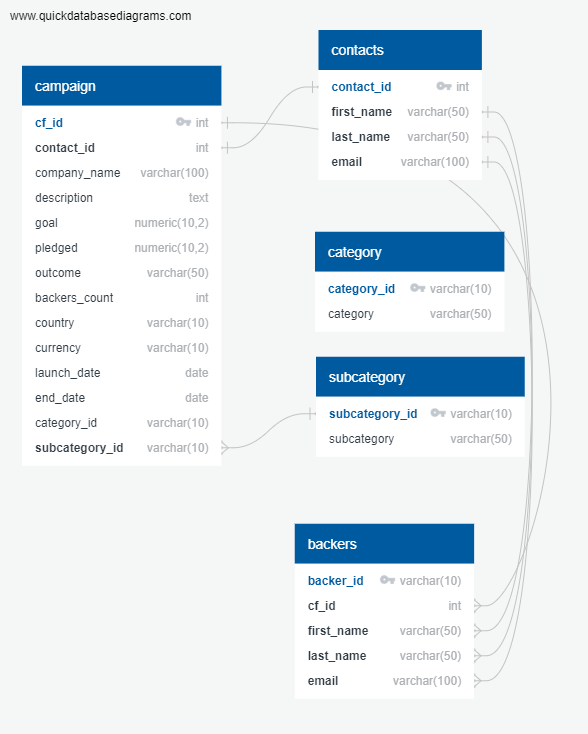 www.quickdatabasediagrams.com
campaign
cf_id int
contact_id int
company_name varchar(100)
description text
goal numeric(10,2)
pledged numeric(10,2)
outcome varchar(50)
backers_count int
country varchar(10)
currency varchar(10)
launch_date date
end_date date
category_id varchar(10)
subcategory_id varchar(10)
contacts
contact_id int
first_name varchar(50)
last_name varchar(50)
email varchar(100)
category
category_id varchar(10)
category varchar(50)
subcategory
subcategory_id varchar(10)
subcategory varchar(50)
backers
backer_id varchar(10)
cf_id int
first_name varchar(50)
last_name varchar(50)
email varchar(100)